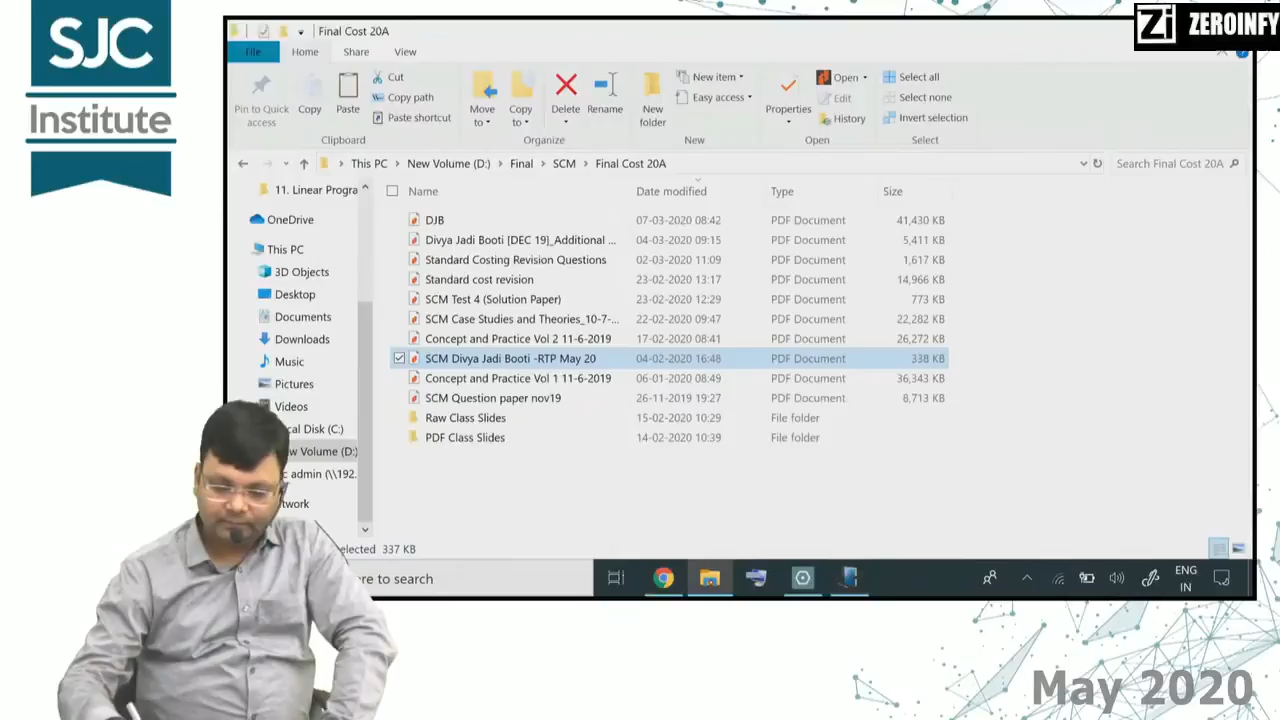 SJC
Institute
Zi ZEROINFY
Final Cost 20A
File Home Share View
Pin to Quick access
Copy
Paste
Cut
Copy path
Paste shortcut
Clipboard
Move to
Copy to
Delete
Rename
Organize
New folder
New item
Easy access
New
Properties
Open
Edit
History
Open
Select all
Select none
Invert selection
Select
This PC > New Volume (D:) > Final > SCM > Final Cost 20A
Search Final Cost 20A
11. Linear Progra
OneDrive
This PC
3D Objects
Desktop
Documents
Downloads
Music
Pictures
Videos
cal Disk (C:)
w Volume (D:)
c admin (\\192.
twork
Name Date modified Type Size
DJB 07-03-2020 08:42 PDF Document 41,430 KB
Divya Jadi Booti [DEC 19]_Additional ... 04-03-2020 09:15 PDF Document 5,411 KB
Standard Costing Revision Questions 02-03-2020 11:09 PDF Document 1,617 KB
Standard cost revision 23-02-2020 13:17 PDF Document 14,966 KB
SCM Test 4 (Solution Paper) 23-02-2020 12:29 PDF Document 773 KB
SCM Case Studies and Theories_10-7-... 22-02-2020 09:47 PDF Document 22,282 KB
Concept and Practice Vol 2 11-6-2019 17-02-2020 08:41 PDF Document 26,272 KB
SCM Divya Jadi Booti -RTP May 20 04-02-2020 16:48 PDF Document 338 KB
Concept and Practice Vol 1 11-6-2019 06-01-2020 08:49 PDF Document 36,343 KB
SCM Question paper nov19 26-11-2019 19:27 PDF Document 8,713 KB
Raw Class Slides 15-02-2020 10:29 File folder
PDF Class Slides 14-02-2020 10:39 File folder
elected 337 KB
ere to search
ENG
IN
May 2020